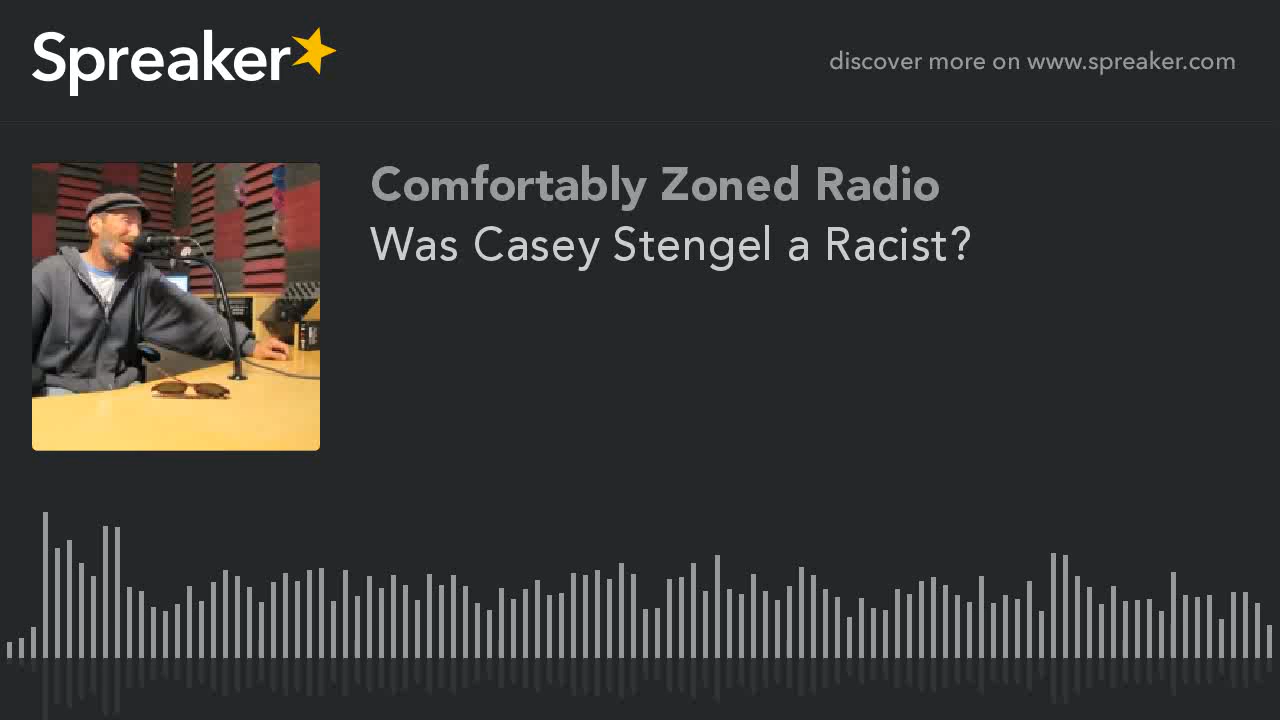 Spreaker
discover more on www.spreaker.com
Comfortably Zoned Radio
Was Casey Stengel a Racist?